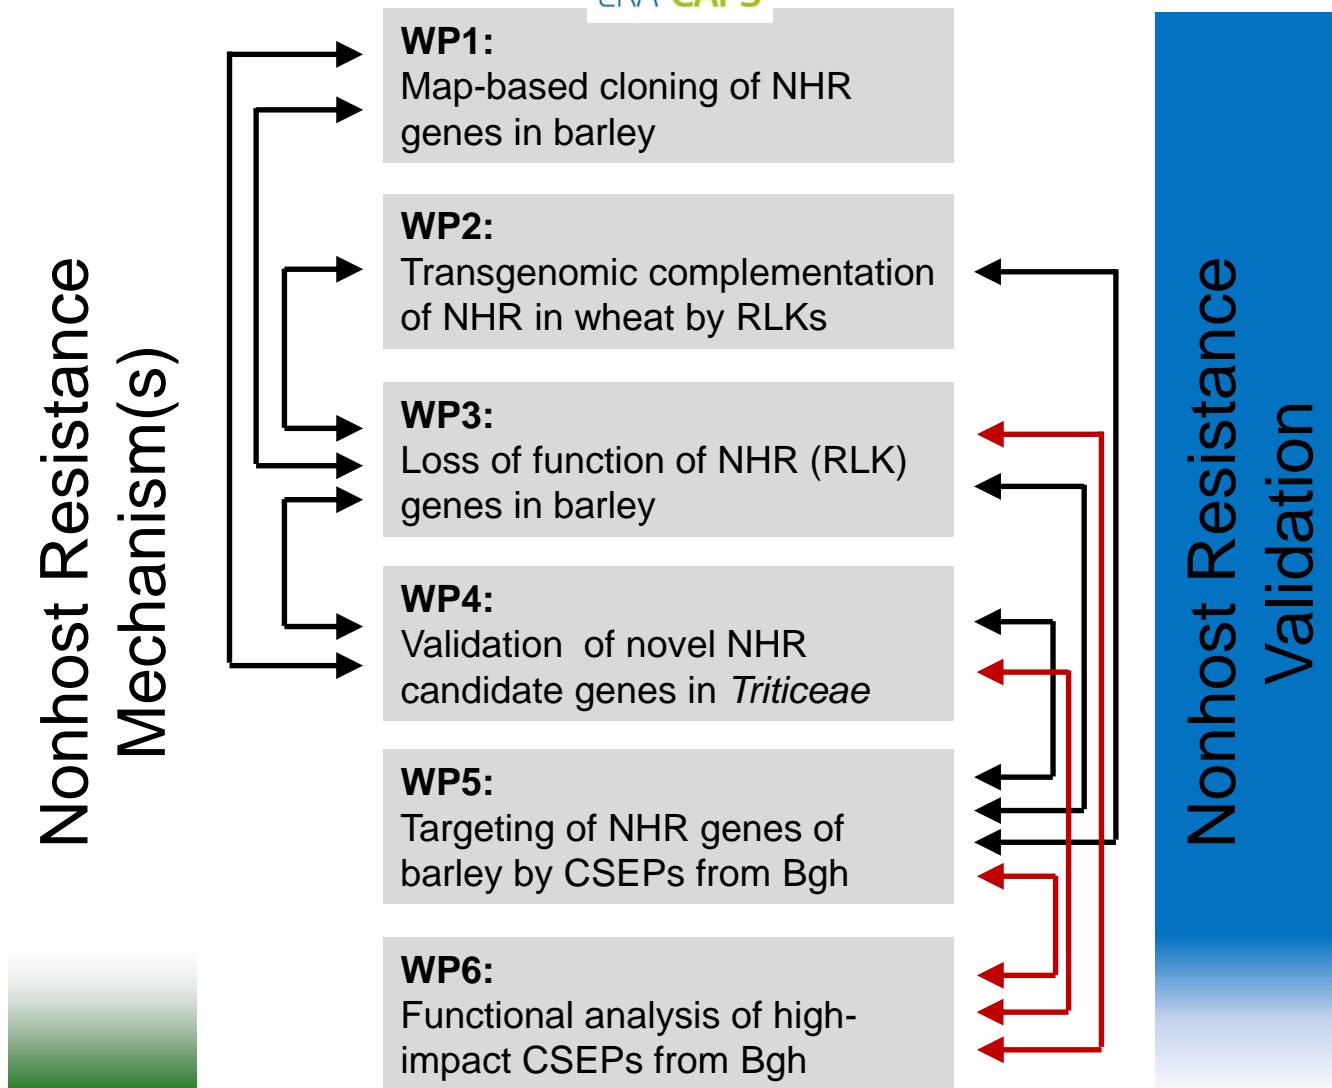 ERA-CAPS
Nonhost Resistance
Mechanism(s)
WP1:
Map-based cloning of NHR
genes in barley
WP2:
Transgenomic complementation
of NHR in wheat by RLKs
WP3:
Loss of function of NHR (RLK)
genes in barley
WP4:
Validation  of novel NHR
candidate genes in Triticeae
WP5:
Targeting of NHR genes of
barley by CSEPs from Bgh
WP6:
Functional analysis of high-
impact CSEPs from Bgh
Nonhost Resistance
Validation